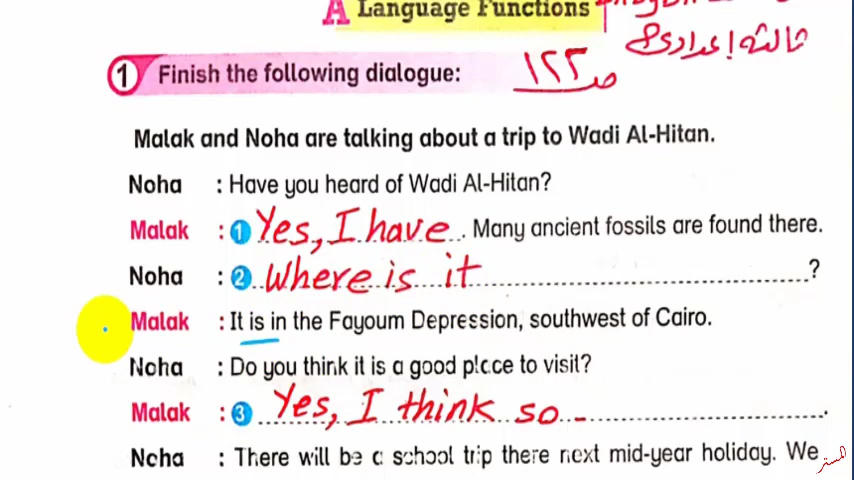 A Language Functions
ثالثة إعدادى
1 Finish the following dialogue: ص ١٢٢
Malak and Noha are talking about a trip to Wadi Al-Hitan.
Noha : Have you heard of Wadi Al-Hitan?
Malak : 1 Yes, I have. Many ancient fossils are found there.
Noha : 2 Where is it ?
Malak : It is in the Fayoum Depression, southwest of Cairo.
Noha : Do you think it is a good place to visit?
Malak : 3 Yes, I think so.
Noha : There will be a school trip there next mid-year holiday. We